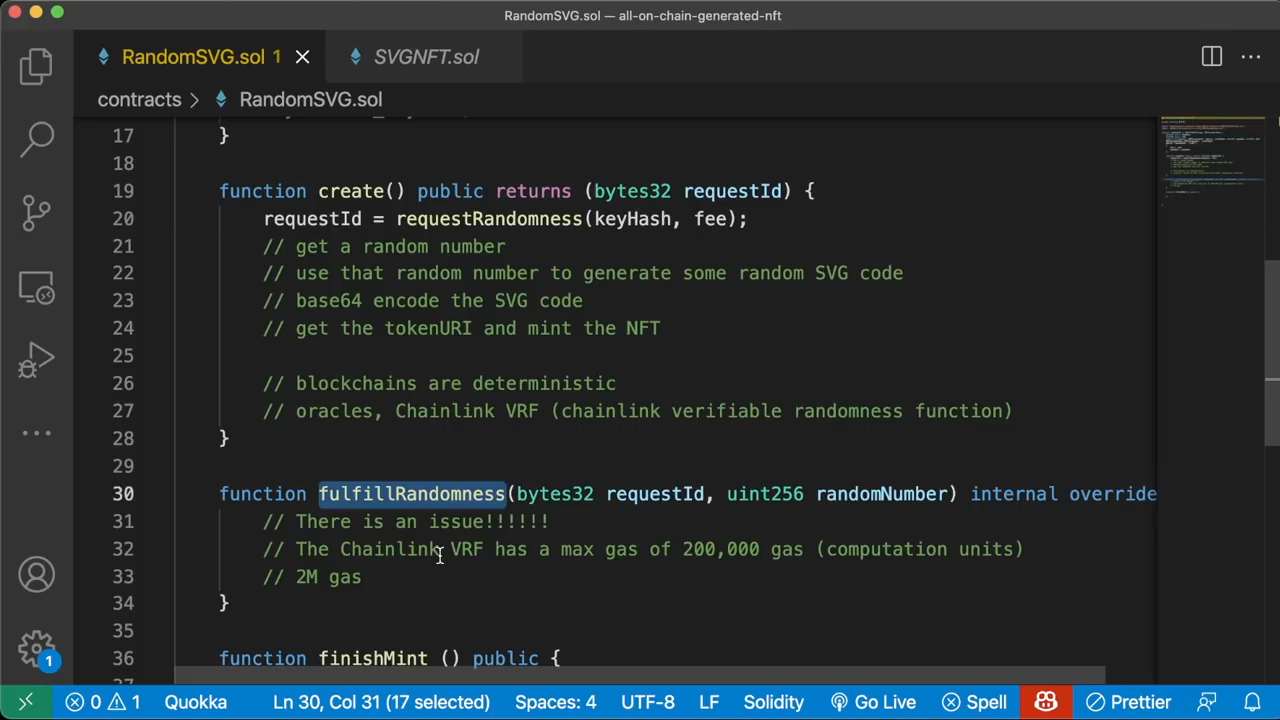 RandomSVG.sol — all-on-chain-generated-nft
RandomSVG.sol 1
SVGNFT.sol
contracts > RandomSVG.sol
17 }
18
19 function create() public returns (bytes32 requestId) {
20 requestId = requestRandomness(keyHash, fee);
21 // get a random number
22 // use that random number to generate some random SVG code
23 // base64 encode the SVG code
24 // get the tokenURI and mint the NFT
25
26 // blockchains are deterministic
27 // oracles, Chainlink VRF (chainlink verifiable randomness function)
28 }
29
30 function fulfillRandomness(bytes32 requestId, uint256 randomNumber) internal override
31 // There is an issue!!!!!!
32 // The Chainlink VRF has a max gas of 200,000 gas (computation units)
33 // 2M gas
34 }
35
36 function finishMint () public {
1
0 1 Quokka Ln 30, Col 31 (17 selected) Spaces: 4 UTF-8 LF Solidity Go Live Spell Prettier